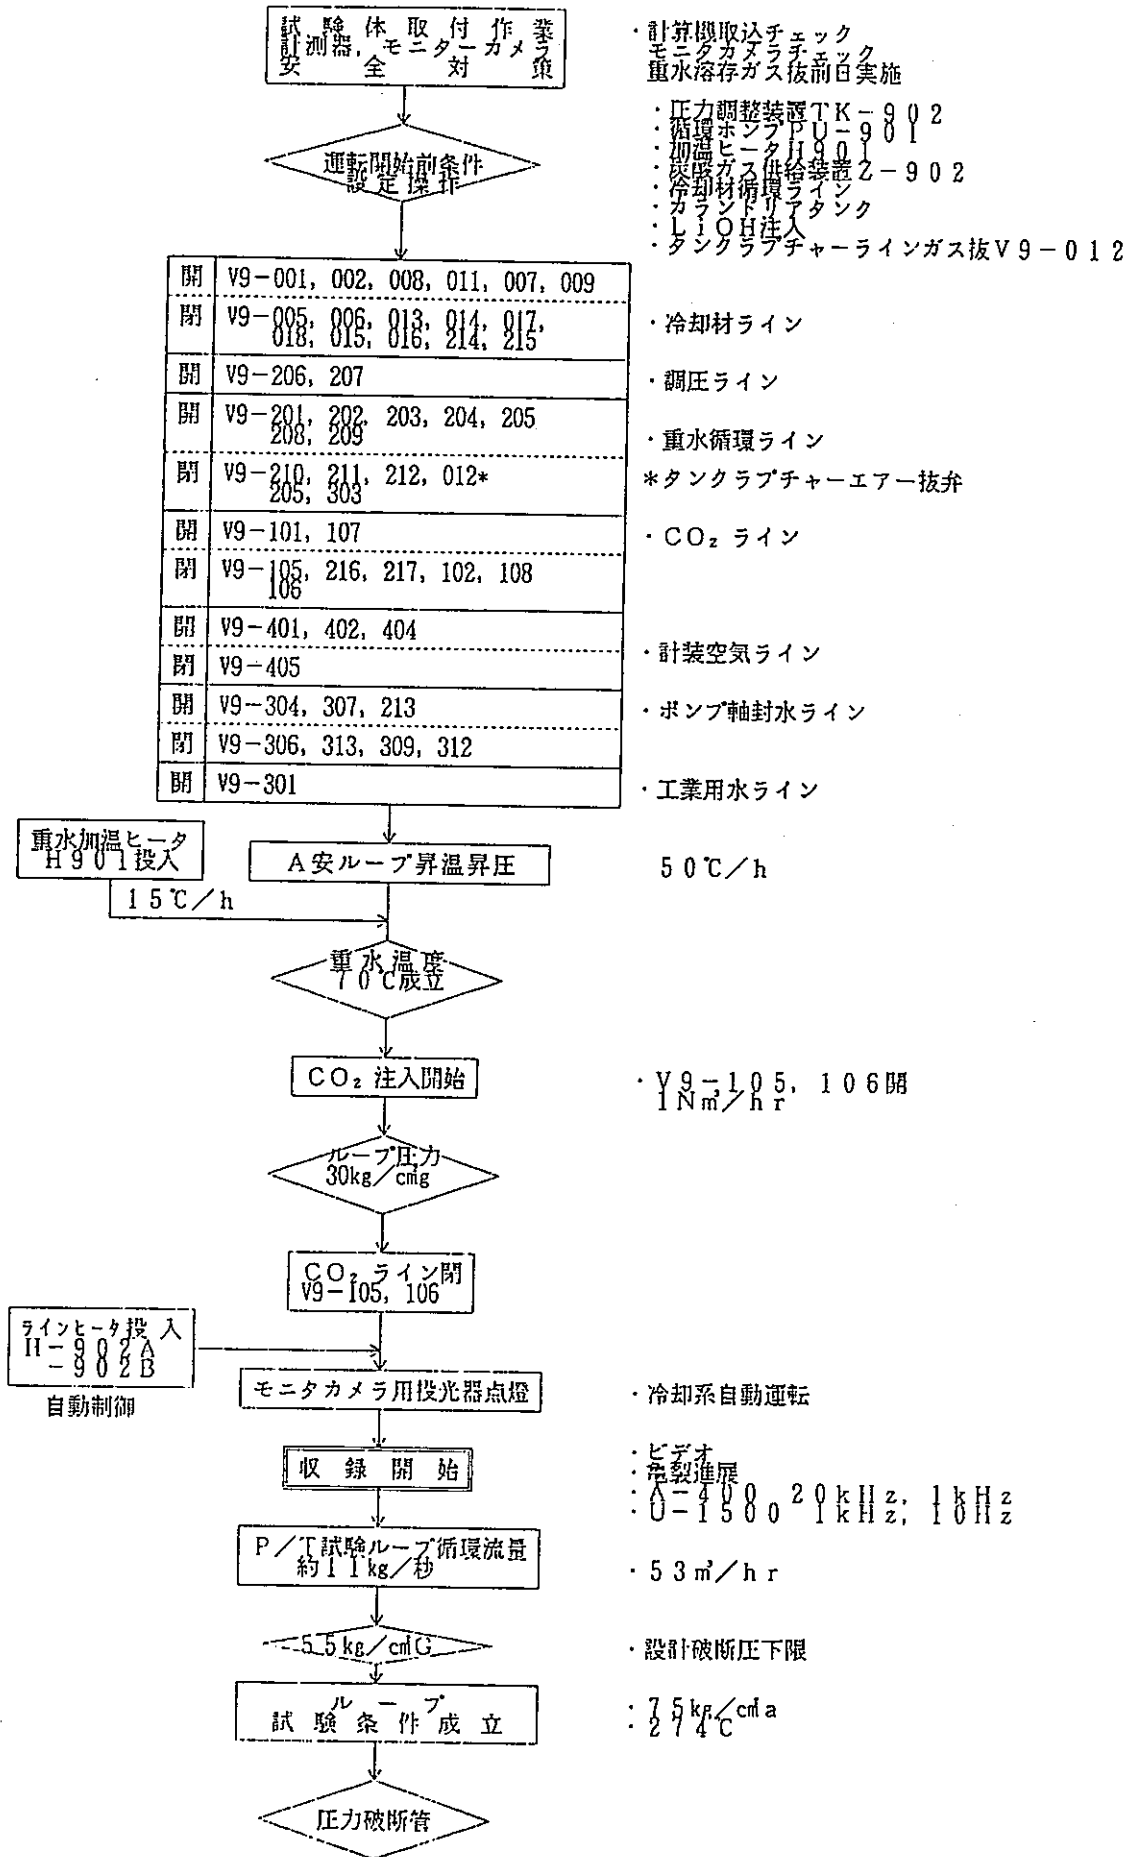 試験体取付作業
計測器，モニターカメラ
安全対策
・計算機取込チェック
モニタカメラチェック
重水溶存ガス抜前日実施
運転開始前条件
設定操作
・圧力調整装置TK－902
・循環ポンプPU－901
・加温ヒータH901
・炭酸ガス供給装置Z－902
・冷却材循環ライン
・カランドリアタンク
・LiOH注入
・タンクラプチャーラインガス抜V9－012
開 V9－001, 002, 008, 011, 007, 009
閉 V9－005, 006, 013, 014, 017,
018, 015, 016, 214, 215
・冷却材ライン
開 V9－206, 207
・調圧ライン
開 V9－201, 202, 203, 204, 205
208, 209
・重水循環ライン
閉 V9－210, 211, 212, 012*
205, 303
＊タンクラプチャーエアー抜弁
開 V9－101, 107
・CO₂ ライン
閉 V9－105, 216, 217, 102, 108
106
開 V9－401, 402, 404
・計装空気ライン
閉 V9－405
開 V9－304, 307, 213
・ポンプ軸封水ライン
閉 V9－306, 313, 309, 312
開 V9－301
・工業用水ライン
重水加温ヒータ
H901投入
A安ループ昇温昇圧
50℃／h
15℃／h
重水温度
70℃成立
CO₂ 注入開始
・V9－105, 106開
1N㎥／hr
ループ圧力
30kg／c㎡g
CO₂ ライン閉
V9－105, 106
ラインヒータ投入
H－902A
－902B
自動制御
モニタカメラ用投光器点燈
・冷却系自動運転
収録開始
・ビデオ
・亀裂進展
・A－400 20kHz, 1kHz
・U－1500 1kHz, 10Hz
P／T試験ループ循環流量
約11kg／秒
・53㎥／hr
55kg／c㎡G
・設計破断圧下限
ループ
試験条件成立
・75kg／c㎡a
・274℃
圧力破断管